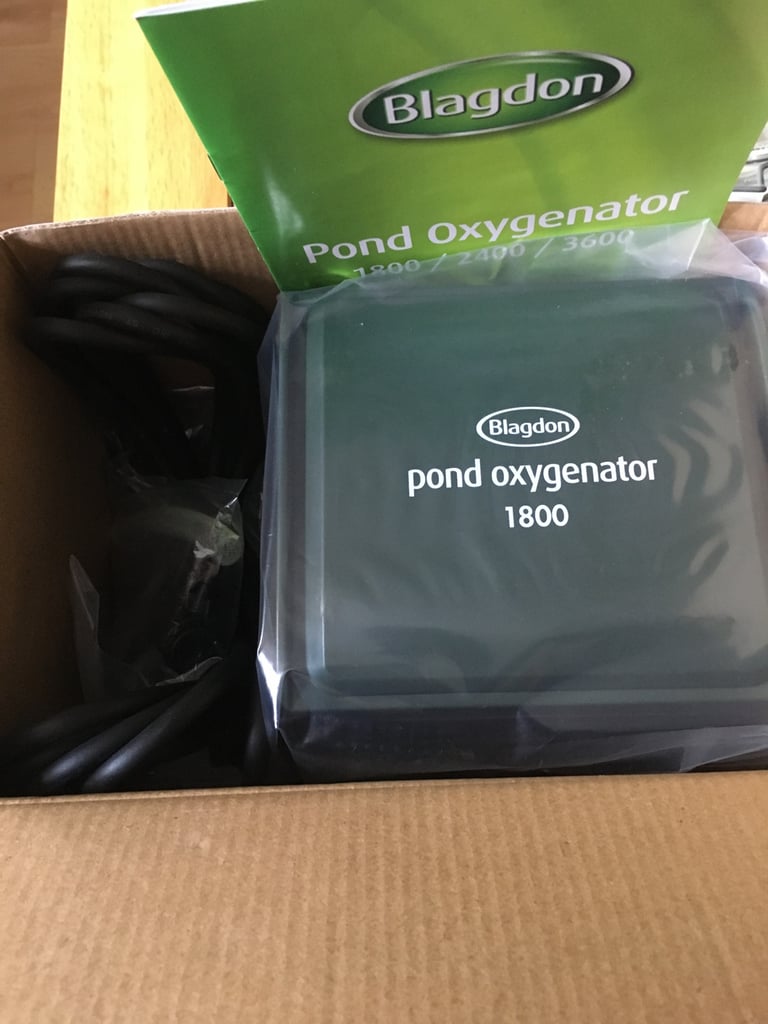 Blagdon
Pond Oxygenator
1800 / 2400 / 3600
Blagdon
pond oxygenator
1800